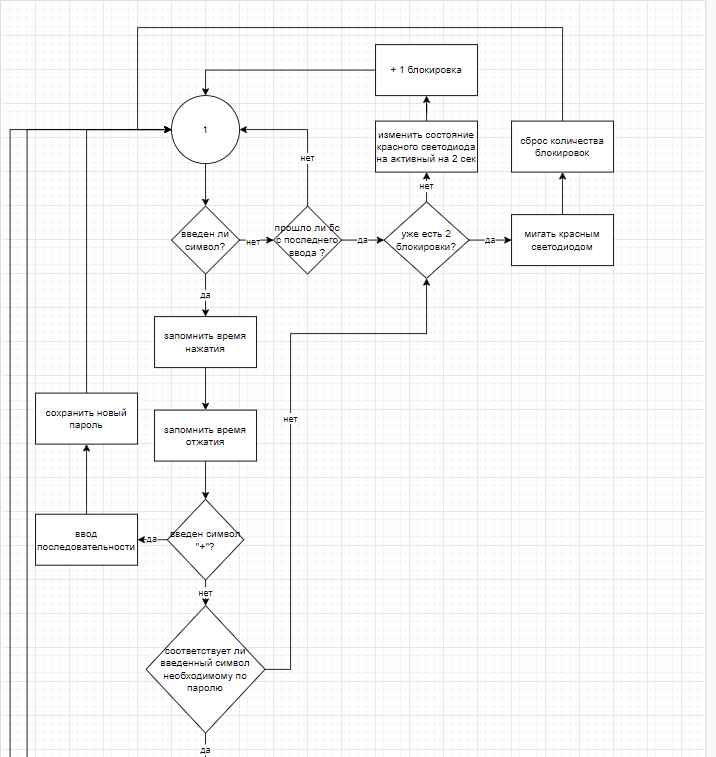 + 1 блокировка
1
изменить состояние
красного светодиода
на активный на 2 сек
сброс количества
блокировок
нет
нет
введен ли
символ?
нет
прошло ли 5с
с последнего
ввода ?
да
уже есть 2
блокировки?
да
мигать красным
светодиодом
да
запомнить время
нажатия
сохранить новый
пароль
нет
запомнить время
отжатия
ввод
последовательности
да
введен символ
"+"?
нет
соответствует ли
введенный символ
необходимому по
паролю
да